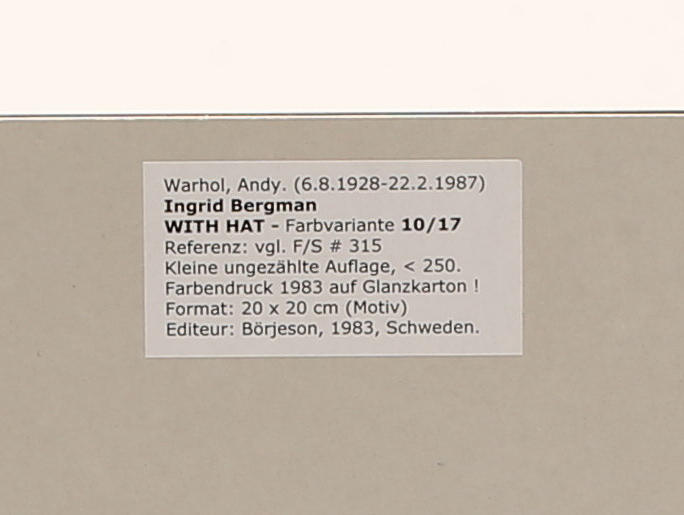 Warhol, Andy. (6.8.1928-22.2.1987)
Ingrid Bergman
WITH HAT - Farbvariante 10/17
Referenz: vgl. F/S # 315
Kleine ungezählte Auflage, < 250.
Farbendruck 1983 auf Glanzkarton !
Format: 20 x 20 cm (Motiv)
Editeur: Börjeson, 1983, Schweden.